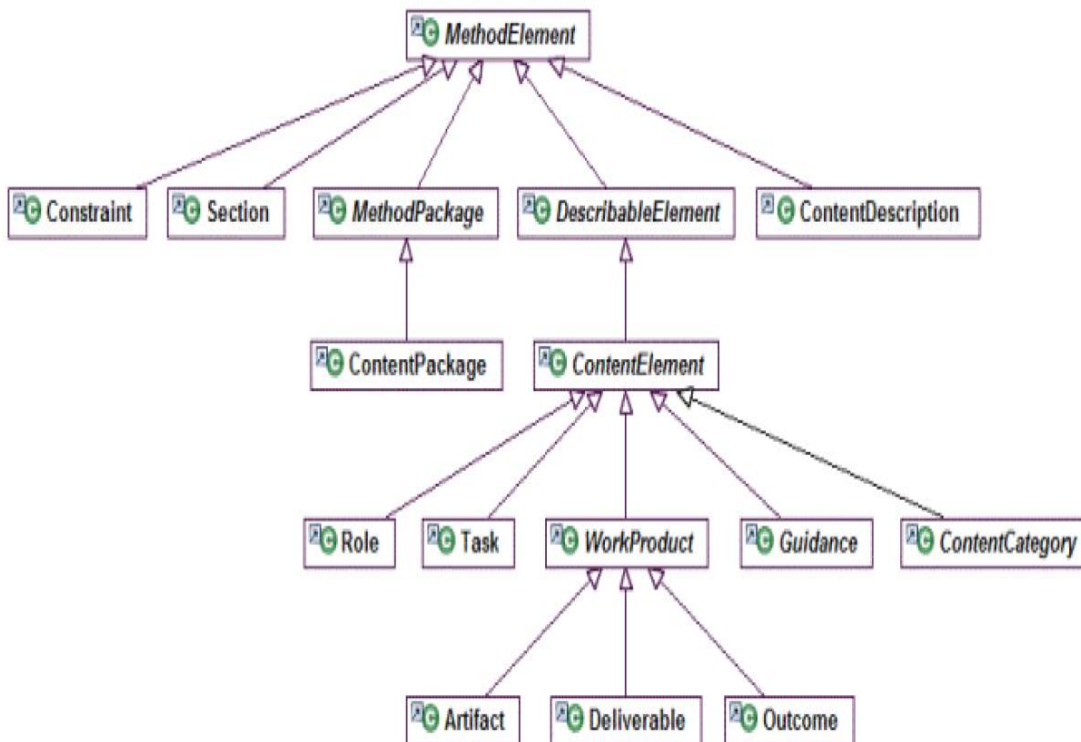 MethodElement
Constraint
Section
MethodPackage
DescribableElement
ContentDescription
ContentPackage
ContentElement
Role
Task
WorkProduct
Guidance
ContentCategory
Artifact
Deliverable
Outcome